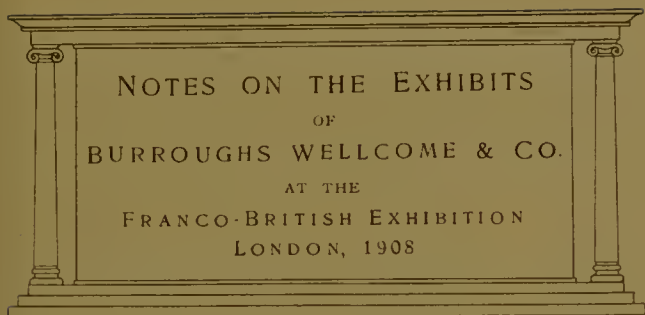 NOTES ON THE EXHIBITS
OF
BURROUGHS WELLCOME & CO.
AT THE
FRANCO-BRITISH EXHIBITION
LONDON, 1908